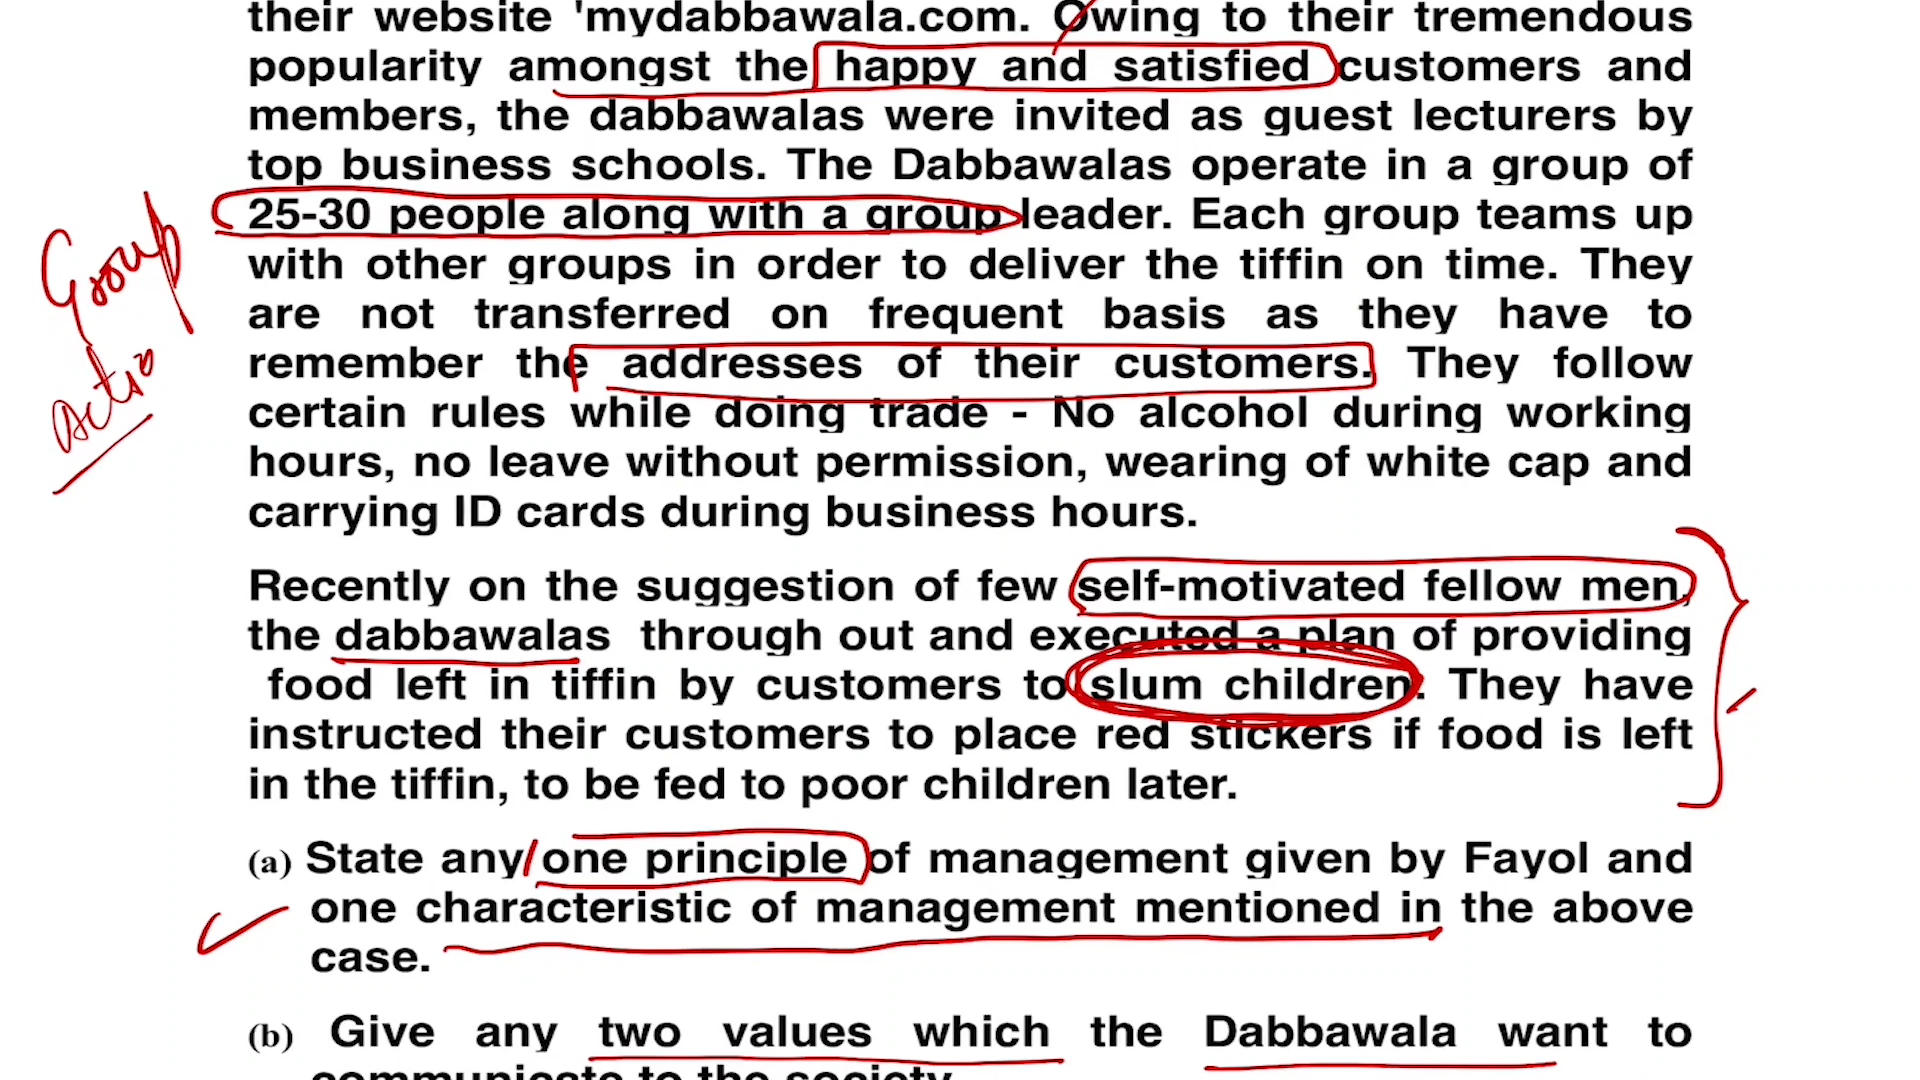 their website 'mydabbawala.com. Owing to their tremendous
popularity amongst the happy and satisfied customers and
members, the dabbawalas were invited as guest lecturers by
top business schools. The Dabbawalas operate in a group of
25-30 people along with a group leader. Each group teams up
with other groups in order to deliver the tiffin on time. They
are not transferred on frequent basis as they have to
remember the addresses of their customers. They follow
certain rules while doing trade - No alcohol during working
hours, no leave without permission, wearing of white cap and
carrying ID cards during business hours.
Group
Recently on the suggestion of few self-motivated fellow men,
the dabbawalas through out and executed a plan of providing
food left in tiffin by customers to slum children. They have
instructed their customers to place red stickers if food is left
in the tiffin, to be fed to poor children later.
(a) State any one principle of management given by Fayol and
one characteristic of management mentioned in the above
case.
(b) Give any two values which the Dabbawala want to
communicate to the society